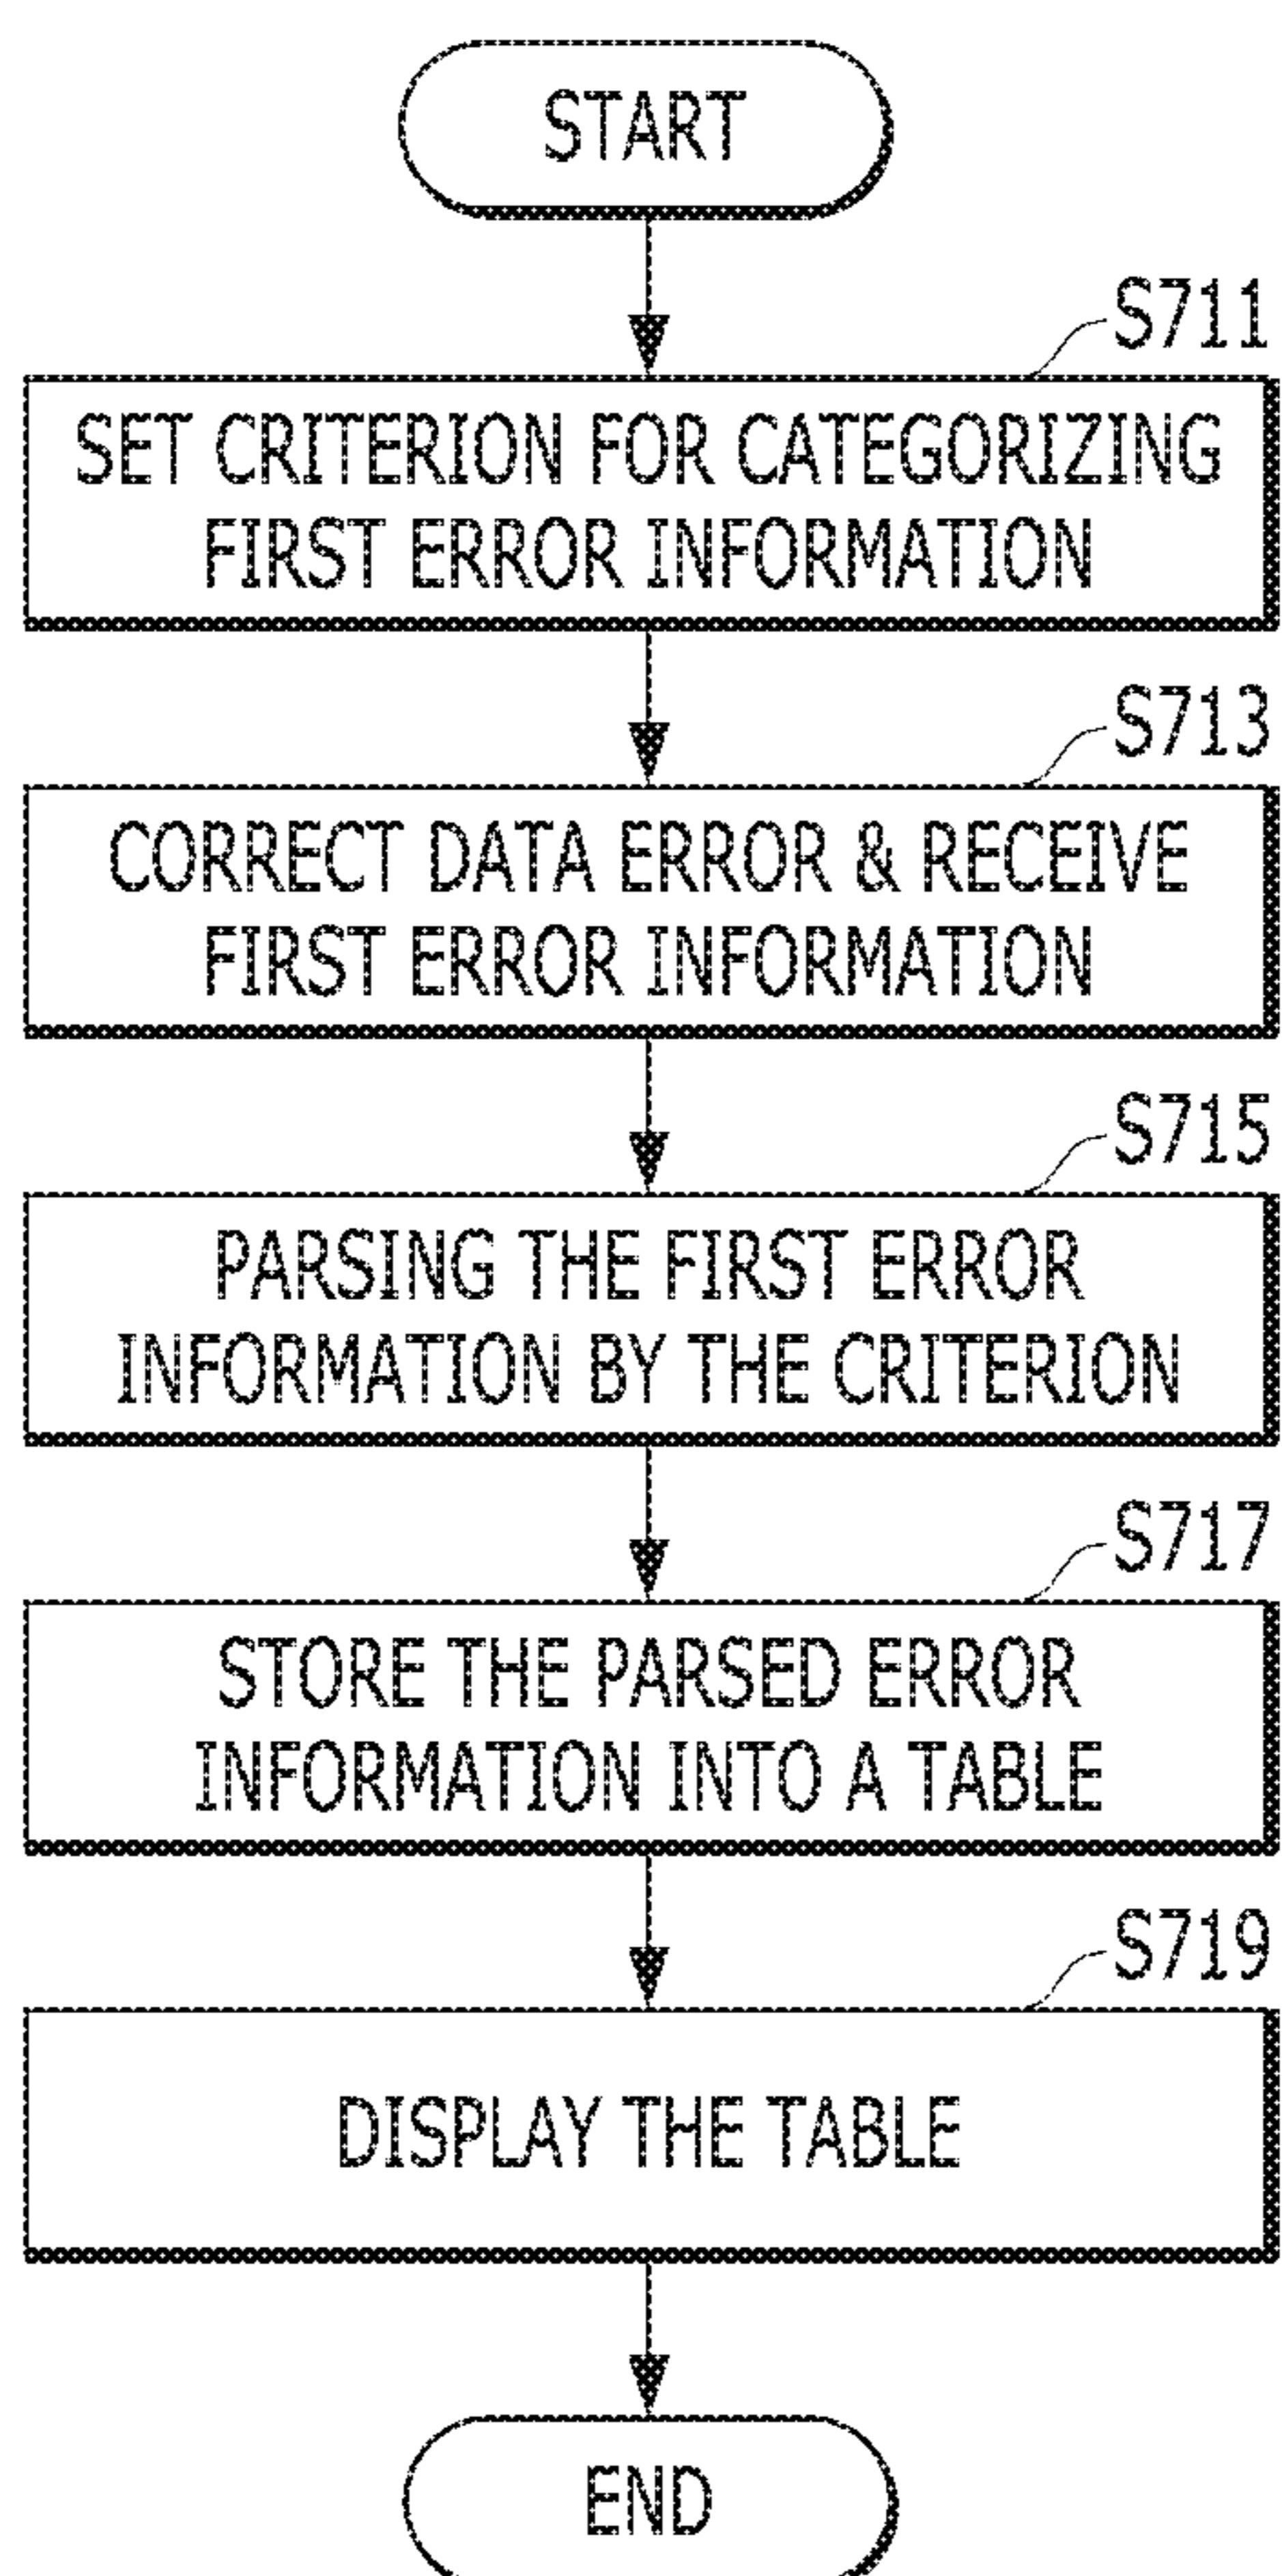 START
S711
SET CRITERION FOR CATEGORIZING
FIRST ERROR INFORMATION
S713
CORRECT DATA ERROR & RECEIVE
FIRST ERROR INFORMATION
S715
PARSING THE FIRST ERROR
INFORMATION BY THE CRITERION
S717
STORE THE PARSED ERROR
INFORMATION INTO A TABLE
S719
DISPLAY THE TABLE
END